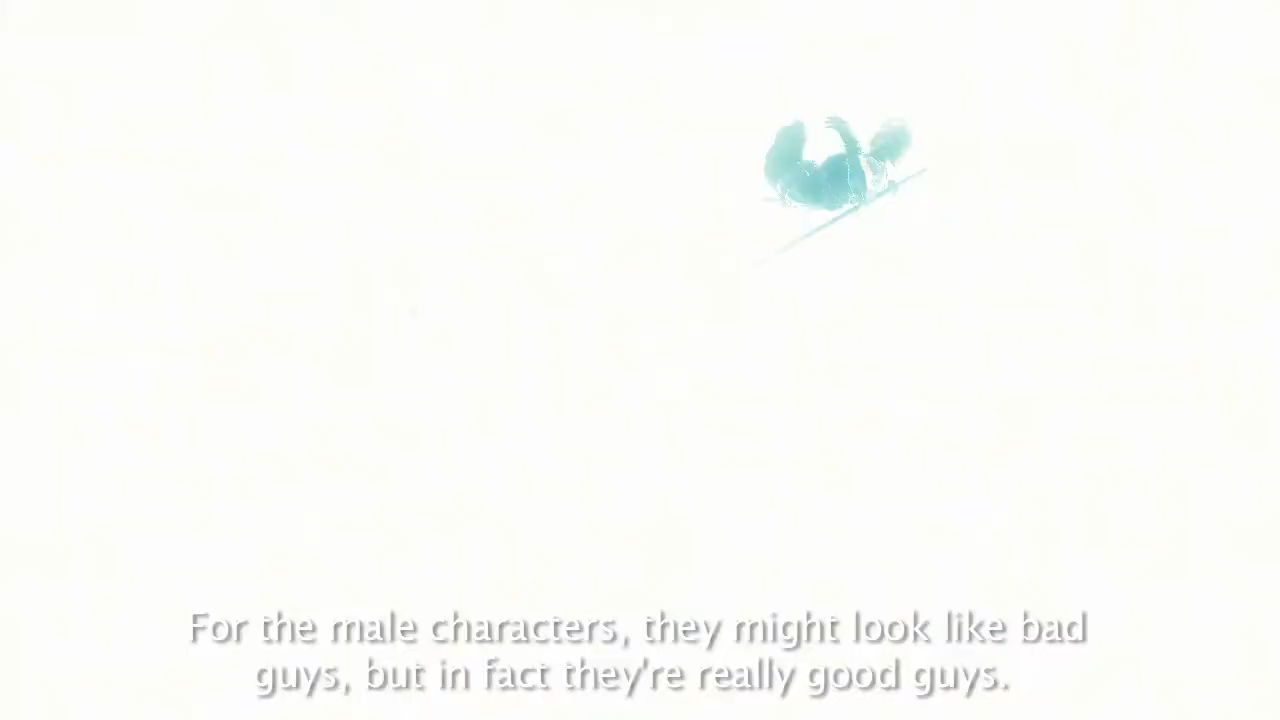 For the male characters, they might look like bad
guys, but in fact they're really good guys.